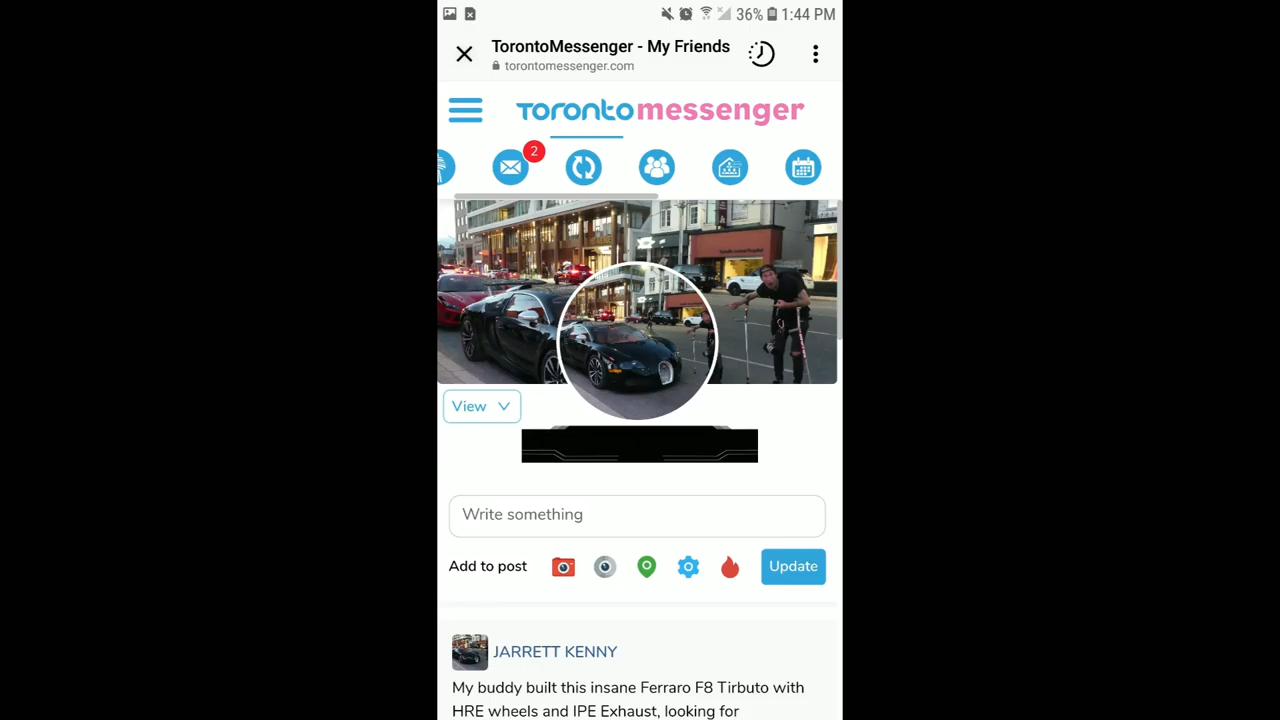 36% 1:44 PM
TorontoMessenger - My Friends
torontomessenger.com
Torontomessenger
2
View
Write something
Add to post
Update
JARRETT KENNY
My buddy built this insane Ferraro F8 Tirbuto with
HRE wheels and IPE Exhaust, looking for